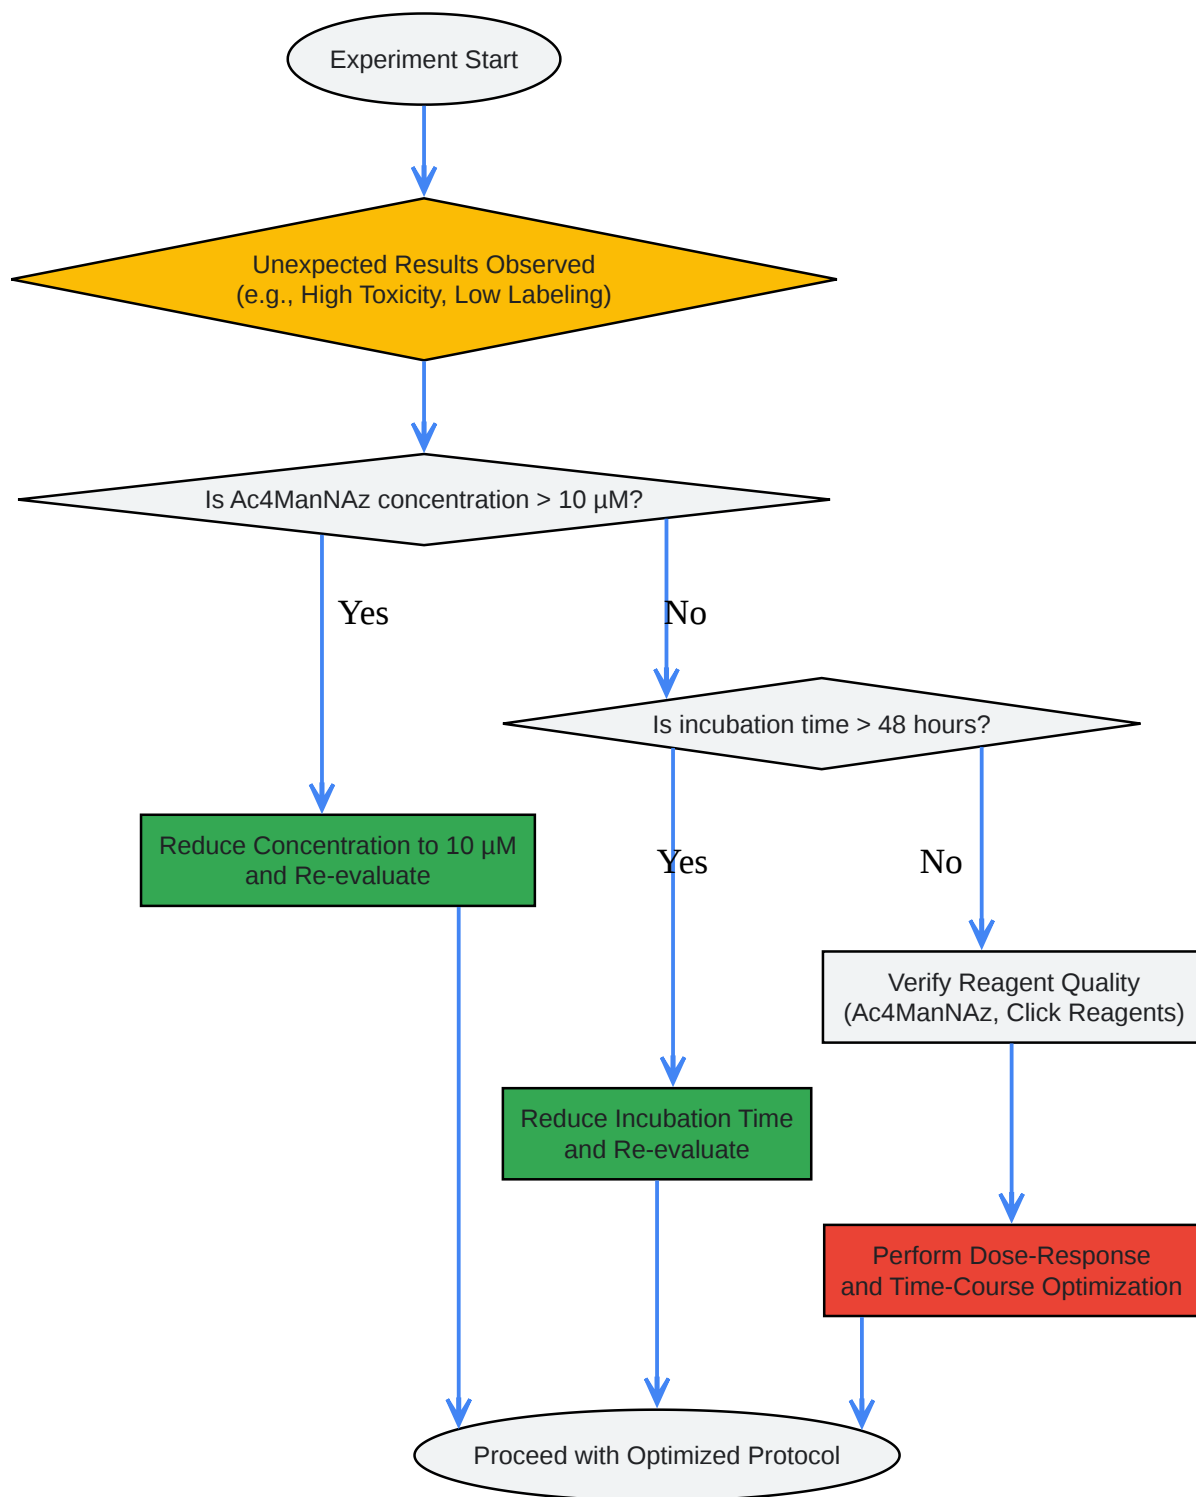 Experiment Start
Unexpected Results Observed
(e.g., High Toxicity, Low Labeling)
Is Ac4ManNAz concentration > 10 µM?
Yes
No
Is incubation time > 48 hours?
Reduce Concentration to 10 µM
and Re-evaluate
Yes
No
Verify Reagent Quality
(Ac4ManNAz, Click Reagents)
Reduce Incubation Time
and Re-evaluate
Perform Dose-Response
and Time-Course Optimization
Proceed with Optimized Protocol